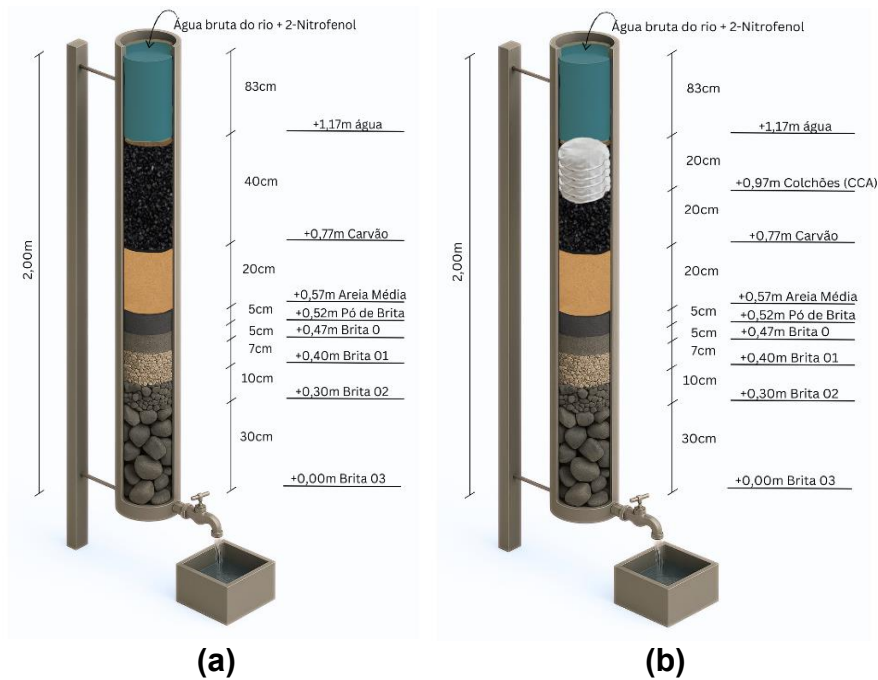 Água bruta do rio + 2-Nitrofenol
83cm
+1,17m água
40cm
+0,77m Carvão
2,00m
20cm
+0,57m Areia Média
5cm
+0,52m Pó de Brita
5cm
+0,47m Brita 0
7cm
+0,40m Brita 01
10cm
+0,30m Brita 02
30cm
+0,00m Brita 03
(a)
Água bruta do rio + 2-Nitrofenol
83cm
+1,17m água
20cm
+0,97m Colchões (CCA)
20cm
+0,77m Carvão
2,00m
20cm
+0,57m Areia Média
5cm
+0,52m Pó de Brita
5cm
+0,47m Brita 0
7cm
+0,40m Brita 01
10cm
+0,30m Brita 02
30cm
+0,00m Brita 03
(b)